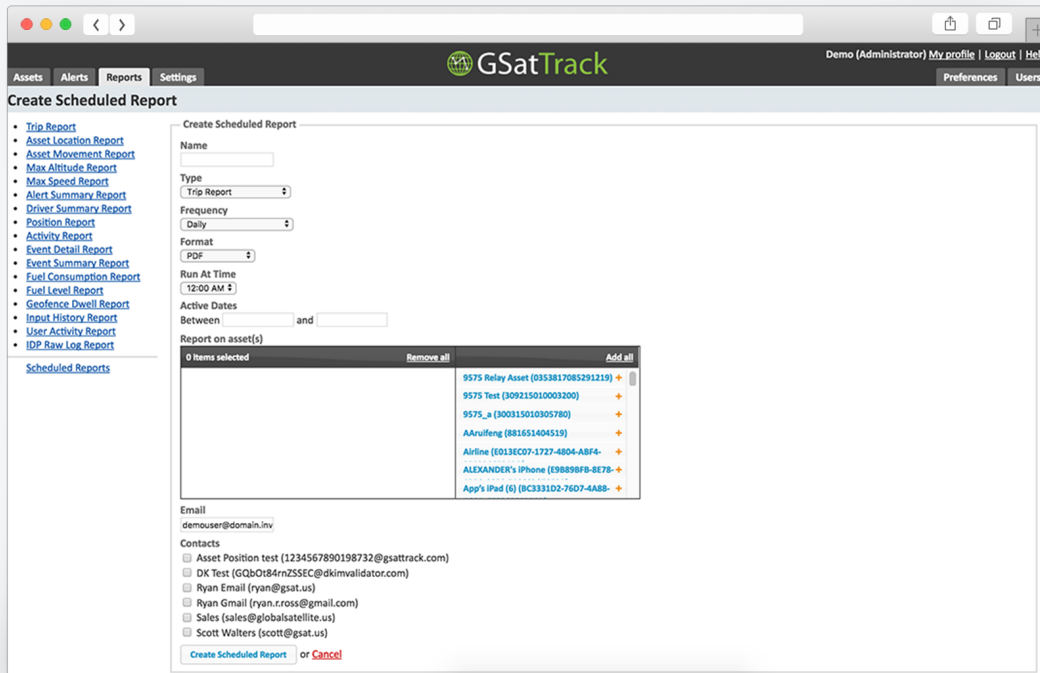 GSatTrack
Demo (Administrator) My profile | Logout | Hel
Assets Alerts Reports Settings
Preferences Users
Create Scheduled Report
Trip Report
Asset Location Report
Asset Movement Report
Max Altitude Report
Max Speed Report
Alert Summary Report
Driver Summary Report
Position Report
Activity Report
Event Detail Report
Event Summary Report
Fuel Consumption Report
Fuel Level Report
Geofence Dwell Report
Input History Report
User Activity Report
IDP Raw Log Report
Scheduled Reports
Create Scheduled Report
Name
Type
Trip Report
Frequency
Daily
Format
PDF
Run At Time
12:00 AM
Active Dates
Between and
Report on asset(s)
0 items selected Remove all Add all
9575 Relay Asset (0353817085291219) +
9575 Test (309215010003200) +
9575_a (300315010305780) +
AAruifeng (881651404519) +
Airline (E013EC07-1727-4804-ABF4- +
ALEXANDER's iPhone (E9B89BFB-8E78- +
App's iPad (6) (BC3331D2-76D7-4A88- +
Email
demouser@domain.inv
Contacts
Asset Position test (1234567890198732@gsattrack.com)
DK Test (GQbOt84rnZSSEC@dkimvalidator.com)
Ryan Email (ryan@gsat.us)
Ryan Gmail (ryan.r.ross@gmail.com)
Sales (sales@globalsatellite.us)
Scott Walters (scott@gsat.us)
Create Scheduled Report or Cancel